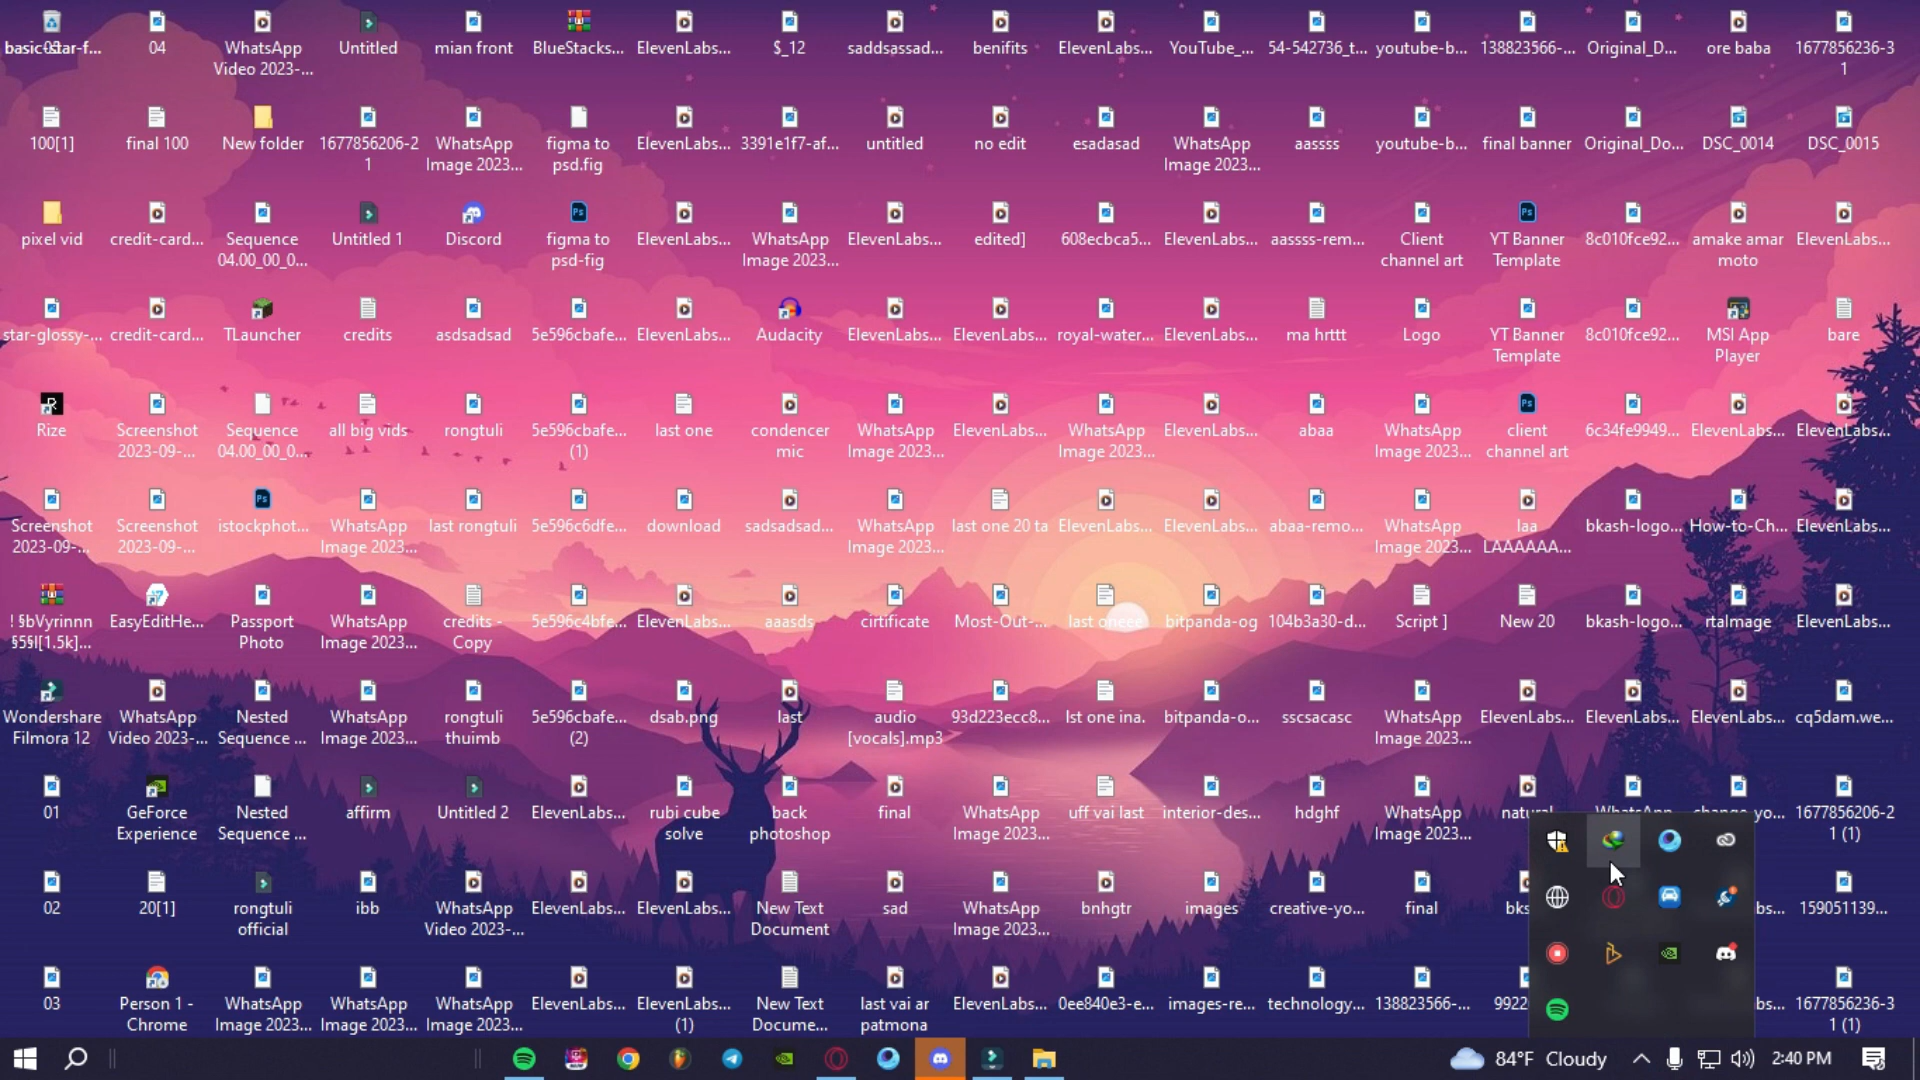 basic-star-f...
04
WhatsApp
Video 2023-...
Untitled
mian front
BlueStacks...
ElevenLabs...
$_12
saddsassad...
benifits
ElevenLabs...
YouTube_...
54-542736_t...
youtube-b...
138823566-...
Original_D...
ore baba
1677856236-3
1
100[1]
final 100
New folder
1677856206-2
1
WhatsApp
Image 2023...
figma to
psd.fig
ElevenLabs...
3391e1f7-af...
untitled
no edit
esadasad
WhatsApp
Image 2023...
aassss
youtube-b...
final banner
Original_Do...
DSC_0014
DSC_0015
pixel vid
credit-card...
Sequence
04.00_00_0...
Untitled 1
Discord
figma to
psd-fig
ElevenLabs...
WhatsApp
Image 2023...
ElevenLabs...
edited]
608ecbca5...
ElevenLabs...
aassss-rem...
Client
channel art
YT Banner
Template
8c010fce92...
amake amar
moto
ElevenLabs...
star-glossy-...
credit-card...
TLauncher
credits
asdsadsad
5e596cbafe...
ElevenLabs...
Audacity
ElevenLabs...
ElevenLabs...
royal-water...
ElevenLabs...
ma hrttt
Logo
YT Banner
Template
8c010fce92...
MSI App
Player
bare
Rize
Screenshot
2023-09-...
Sequence
04.00_00_0...
all big vids
rongtuli
5e596cbafe...
(1)
last one
condencer
mic
WhatsApp
Image 2023...
ElevenLabs...
WhatsApp
Image 2023...
ElevenLabs...
abaa
WhatsApp
Image 2023...
client
channel art
6c34fe9949...
ElevenLabs...
ElevenLabs...
Screenshot
2023-09-...
Screenshot
2023-09-...
istockphot...
WhatsApp
Image 2023...
last rongtuli
5e596c6dfe...
download
sadsadsad...
WhatsApp
Image 2023...
last one 20 ta
ElevenLabs...
ElevenLabs...
abaa-remo...
WhatsApp
Image 2023...
laa
LAAAAAA...
bkash-logo...
How-to-Ch...
ElevenLabs...
! §bVyrinnn
§5§l[1.5k]...
EasyEditHe...
Passport
Photo
WhatsApp
Image 2023...
credits -
Copy
5e596c4bfe...
ElevenLabs...
aaasds
cirtificate
Most-Out-...
last oneee
bitpanda-og
104b3a30-d...
Script ]
New 20
bkash-logo...
rtaImage
ElevenLabs...
Wondershare
Filmora 12
WhatsApp
Video 2023-...
Nested
Sequence ...
WhatsApp
Image 2023...
rongtuli
thuimb
5e596cbafe...
(2)
dsab.png
last
audio
[vocals].mp3
93d223ecc8...
lst one ina.
bitpanda-o...
sscsacasc
WhatsApp
Image 2023...
ElevenLabs...
ElevenLabs...
ElevenLabs...
cq5dam.we...
01
GeForce
Experience
Nested
Sequence ...
affirm
Untitled 2
ElevenLabs...
rubi cube
solve
back
photoshop
final
WhatsApp
Image 2023...
uff vai last
interior-des...
hdghf
WhatsApp
Image 2023...
natural
WhatsApp
change-yo...
1677856206-2
1 (1)
02
20[1]
rongtuli
official
ibb
WhatsApp
Video 2023-...
ElevenLabs...
ElevenLabs...
New Text
Document
sad
WhatsApp
Image 2023...
bnhgtr
images
creative-yo...
final
bks
bs...
159051139...
03
Person 1 -
Chrome
WhatsApp
Image 2023...
WhatsApp
Image 2023...
WhatsApp
Image 2023...
ElevenLabs...
ElevenLabs...
(1)
New Text
Docume...
last vai ar
patmona
ElevenLabs...
0ee840e3-e...
images-re...
technology...
138823566-...
9922
bs...
1677856236-3
1 (1)
84°F Cloudy
2:40 PM